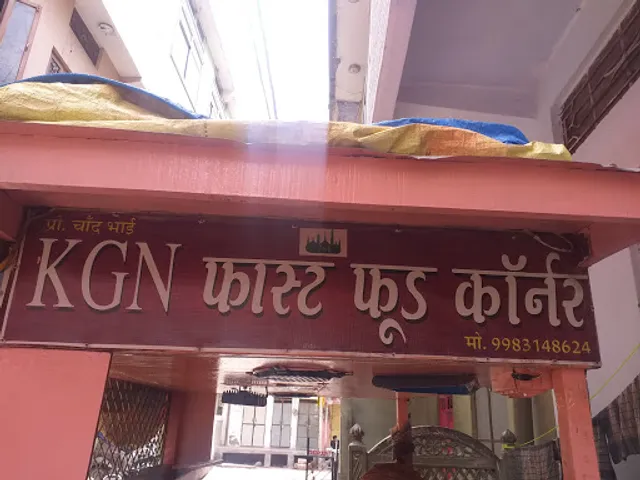 प्रो. चाँद भाई
KGN फास्ट फूड कॉर्नर
मो. 9983148624